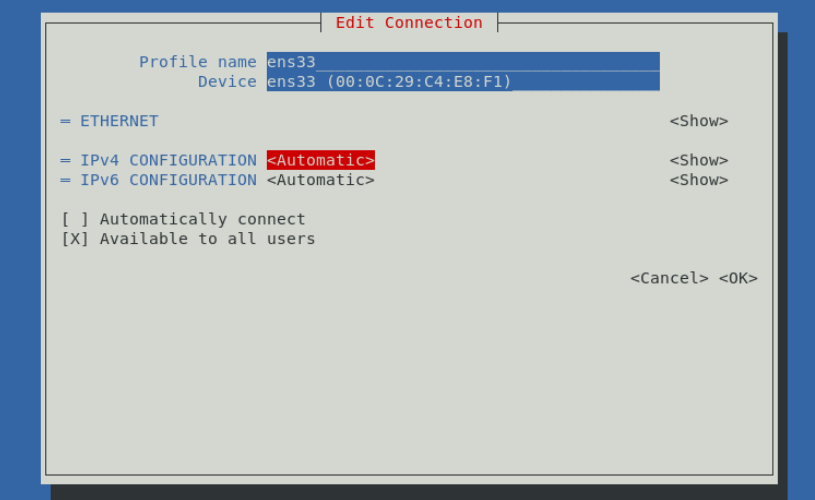 Edit Connection
Profile name ens33
Device ens33 (00:0C:29:C4:E8:F1)
= ETHERNET <Show>
= IPv4 CONFIGURATION <Automatic> <Show>
= IPv6 CONFIGURATION <Automatic> <Show>
[ ] Automatically connect
[X] Available to all users
<Cancel> <OK>